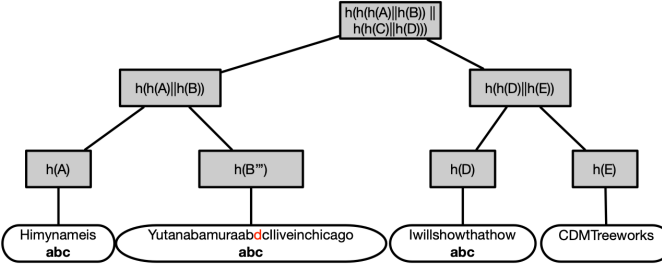 h(h(h(A)||h(B)) ||
h(h(C)||h(D)))
h(h(A)||h(B))
h(h(D)||h(E))
h(A)
h(B''')
h(D)
h(E)
Himynameis
abc
Yutanabamuraabdclliveinchicago
abc
Iwillshowthathow
abc
CDMTreeworks